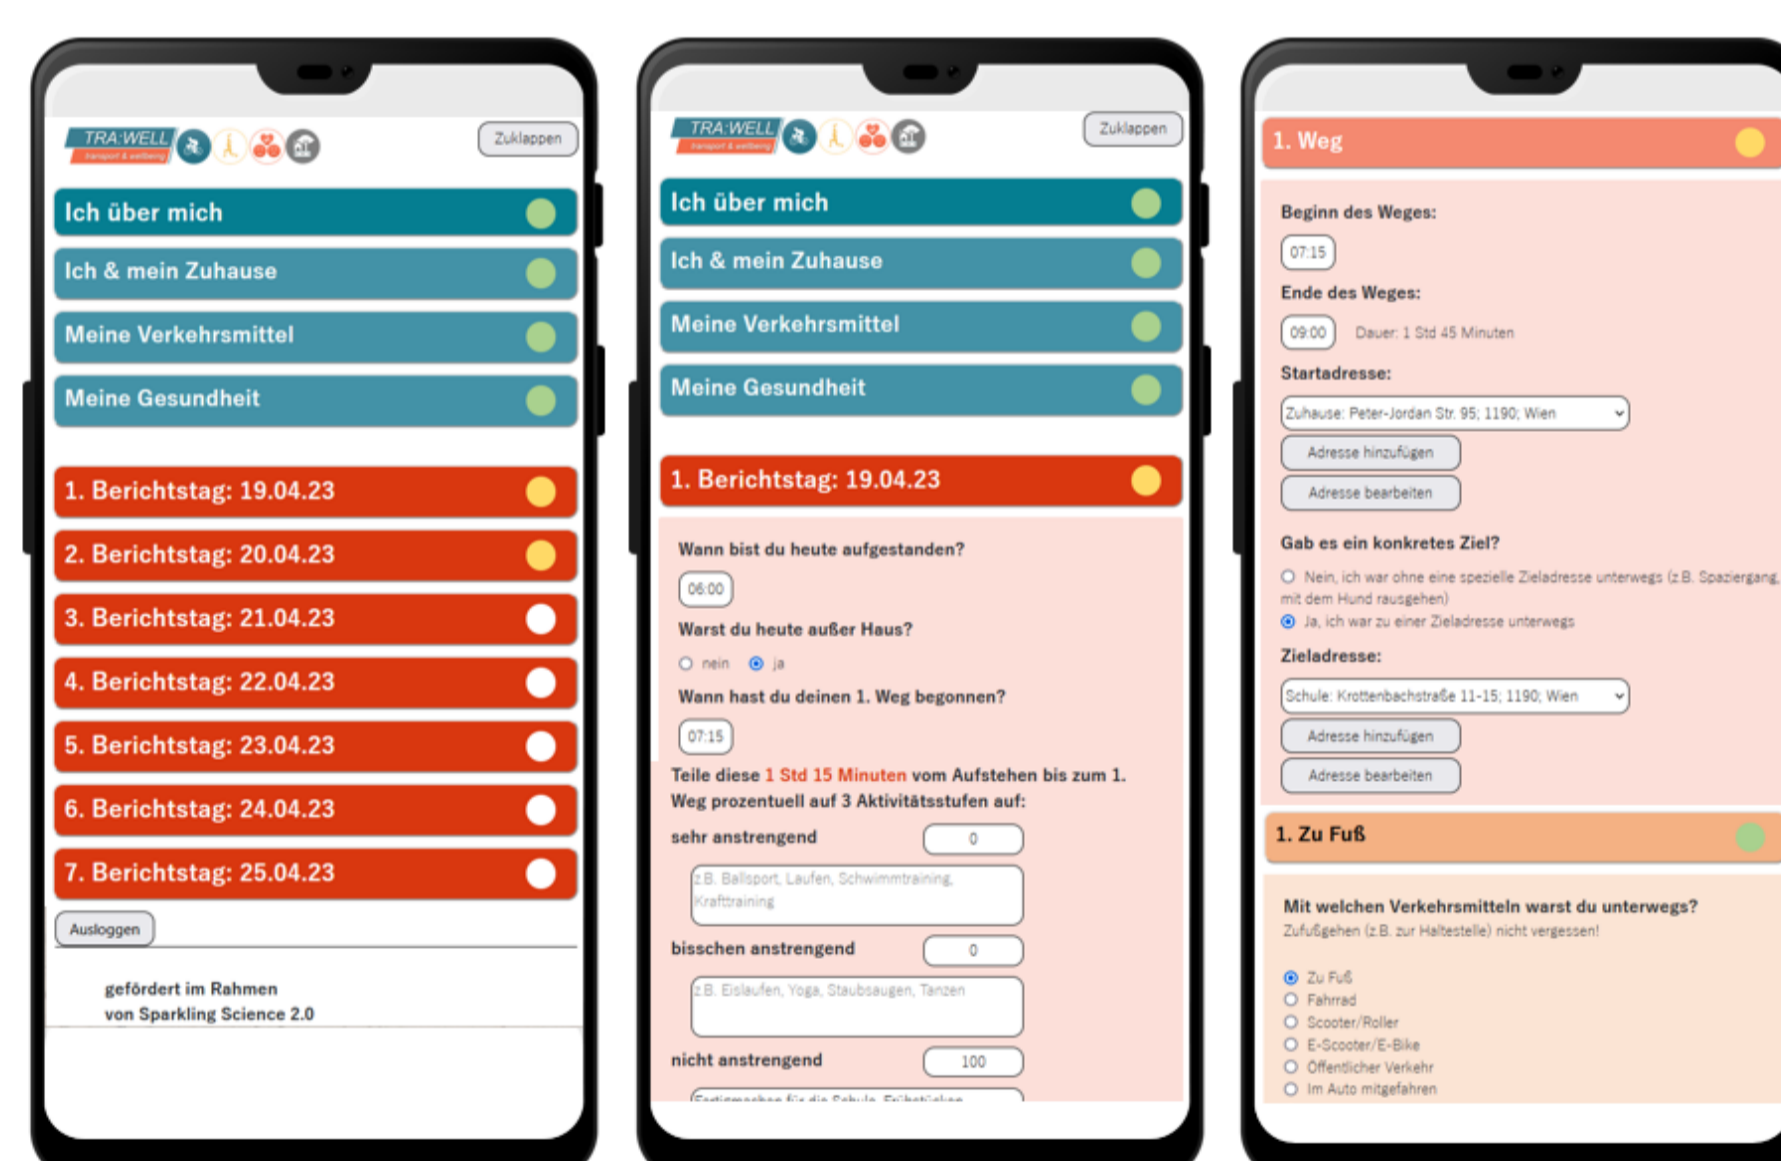 TRA:WELL
transport & wellbeing
Zuklappen
Ich über mich
Ich & mein Zuhause
Meine Verkehrsmittel
Meine Gesundheit
1. Berichtstag: 19.04.23
2. Berichtstag: 20.04.23
3. Berichtstag: 21.04.23
4. Berichtstag: 22.04.23
5. Berichtstag: 23.04.23
6. Berichtstag: 24.04.23
7. Berichtstag: 25.04.23
Ausloggen
gefördert im Rahmen
von Sparkling Science 2.0
TRA:WELL
transport & wellbeing
Zuklappen
Ich über mich
Ich & mein Zuhause
Meine Verkehrsmittel
Meine Gesundheit
1. Berichtstag: 19.04.23
Wann bist du heute aufgestanden?
06:00
Warst du heute außer Haus?
nein ja
Wann hast du deinen 1. Weg begonnen?
07:15
Teile diese 1 Std 15 Minuten vom Aufstehen bis zum 1.
Weg prozentuell auf 3 Aktivitätsstufen auf:
sehr anstrengend 0
z.B. Ballsport, Laufen, Schwimmtraining,
Krafttraining
bisschen anstrengend 0
z.B. Eislaufen, Yoga, Staubsaugen, Tanzen
nicht anstrengend 100
Fertigmachen für die Schule, Frühstücken
1. Weg
Beginn des Weges:
07:15
Ende des Weges:
09:00 Dauer: 1 Std 45 Minuten
Startadresse:
Zuhause: Peter-Jordan Str. 95; 1190; Wien
Adresse hinzufügen
Adresse bearbeiten
Gab es ein konkretes Ziel?
Nein, ich war ohne eine spezielle Zieladresse unterwegs (z.B. Spaziergang,
mit dem Hund rausgehen)
Ja, ich war zu einer Zieladresse unterwegs
Zieladresse:
Schule: Krottenbachstraße 11-15; 1190; Wien
Adresse hinzufügen
Adresse bearbeiten
1. Zu Fuß
Mit welchen Verkehrsmitteln warst du unterwegs?
Zufußgehen (z.B. zur Haltestelle) nicht vergessen!
Zu Fuß
Fahrrad
Scooter/Roller
E-Scooter/E-Bike
Öffentlicher Verkehr
Im Auto mitgefahren